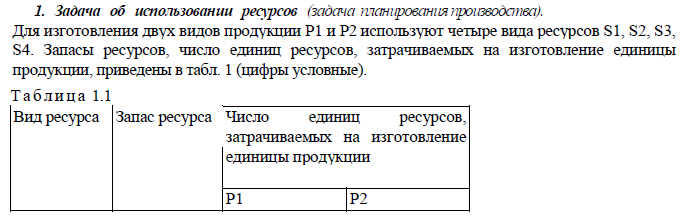 1. Задача об использовании ресурсов (задача планирования производства).
Для изготовления двух видов продукции P1 и P2 используют четыре вида ресурсов S1, S2, S3,
S4. Запасы ресурсов, число единиц ресурсов, затрачиваемых на изготовление единицы
продукции, приведены в табл. 1 (цифры условные).
Таблица 1.1
Вид ресурса Запас ресурса Число единиц ресурсов,
затрачиваемых на изготовление
единицы продукции
P1 P2